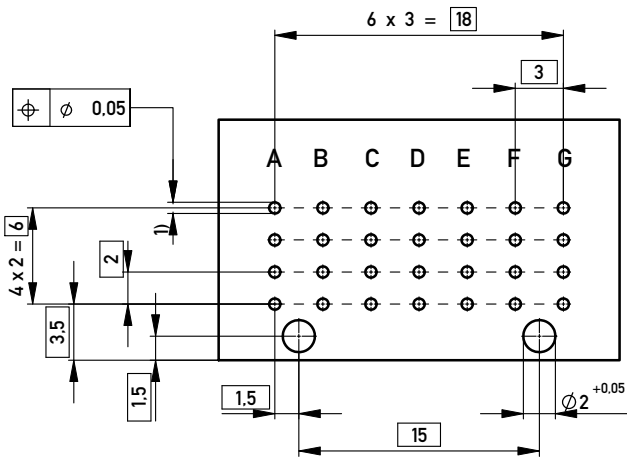 6 x 3 = 18
3
⌖ ⌀ 0,05
A B C D E F G
1)
4 x 2 = 6
2
3,5
1,5
1,5
⌀2 +0,05
15